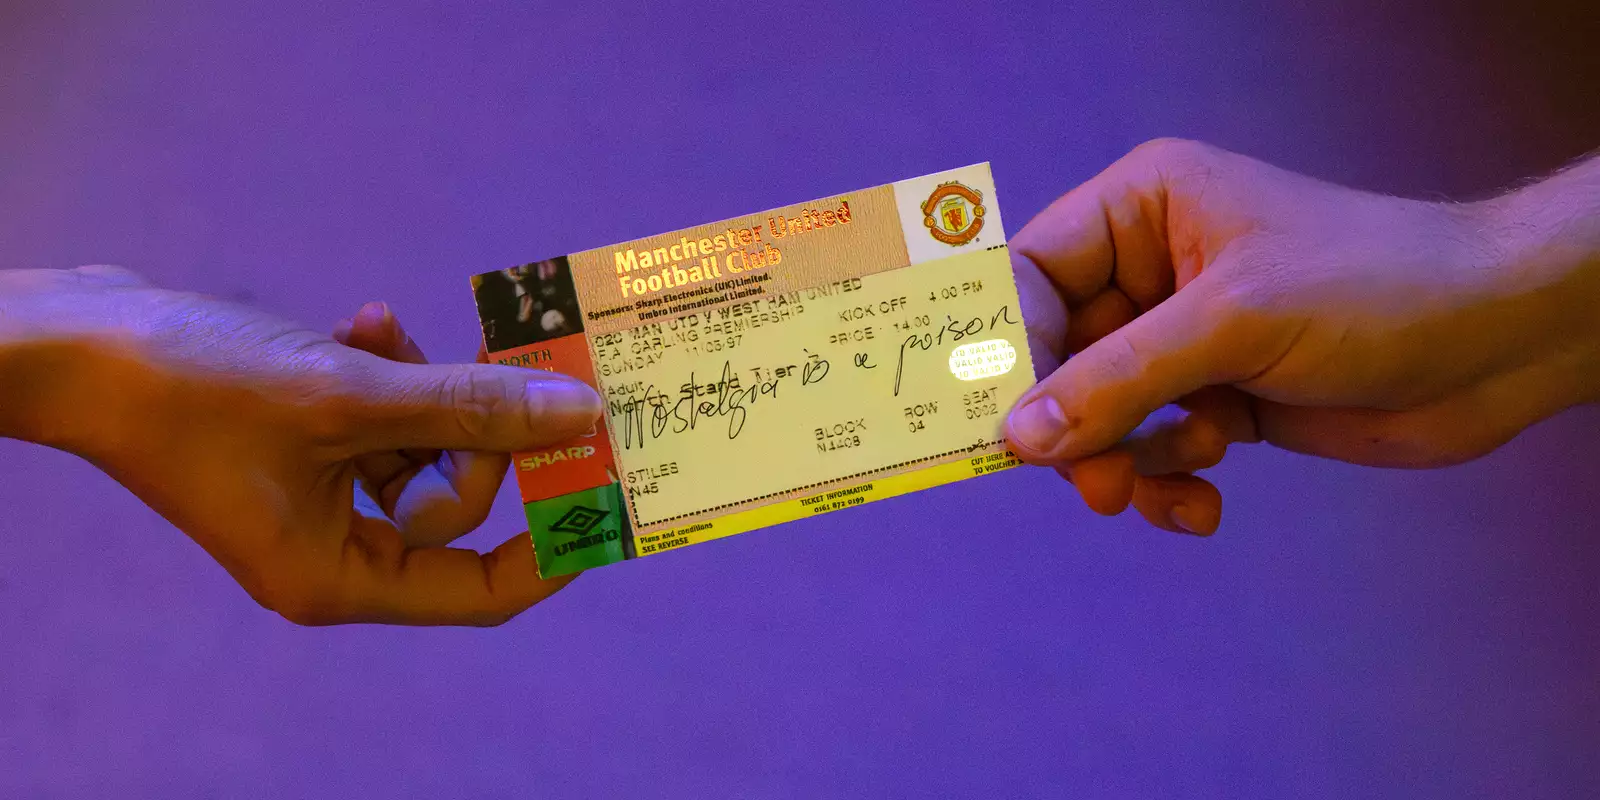 Manchester United
Football Club
Sponsors: Sharp Electronics (UK) Limited.
Umbro International Limited.
020 MAN UTD V WEST HAM UNITED
F.A. CARLING PREMIERSHIP
KICK OFF 4.00 PM
SUNDAY 11/05/97
PRICE 14.00
NORTH
Adult
North Stand Tier 3
Nostalgia is a poison
VALID VALID
VALID VALID
VALID
BLOCK ROW SEAT
N4408 04 0002
SHARP
STILES
N45
UMBRO
CUT HERE
TO VOUCHER
TICKET INFORMATION
0161 872 0199
Plans and conditions
SEE REVERSE